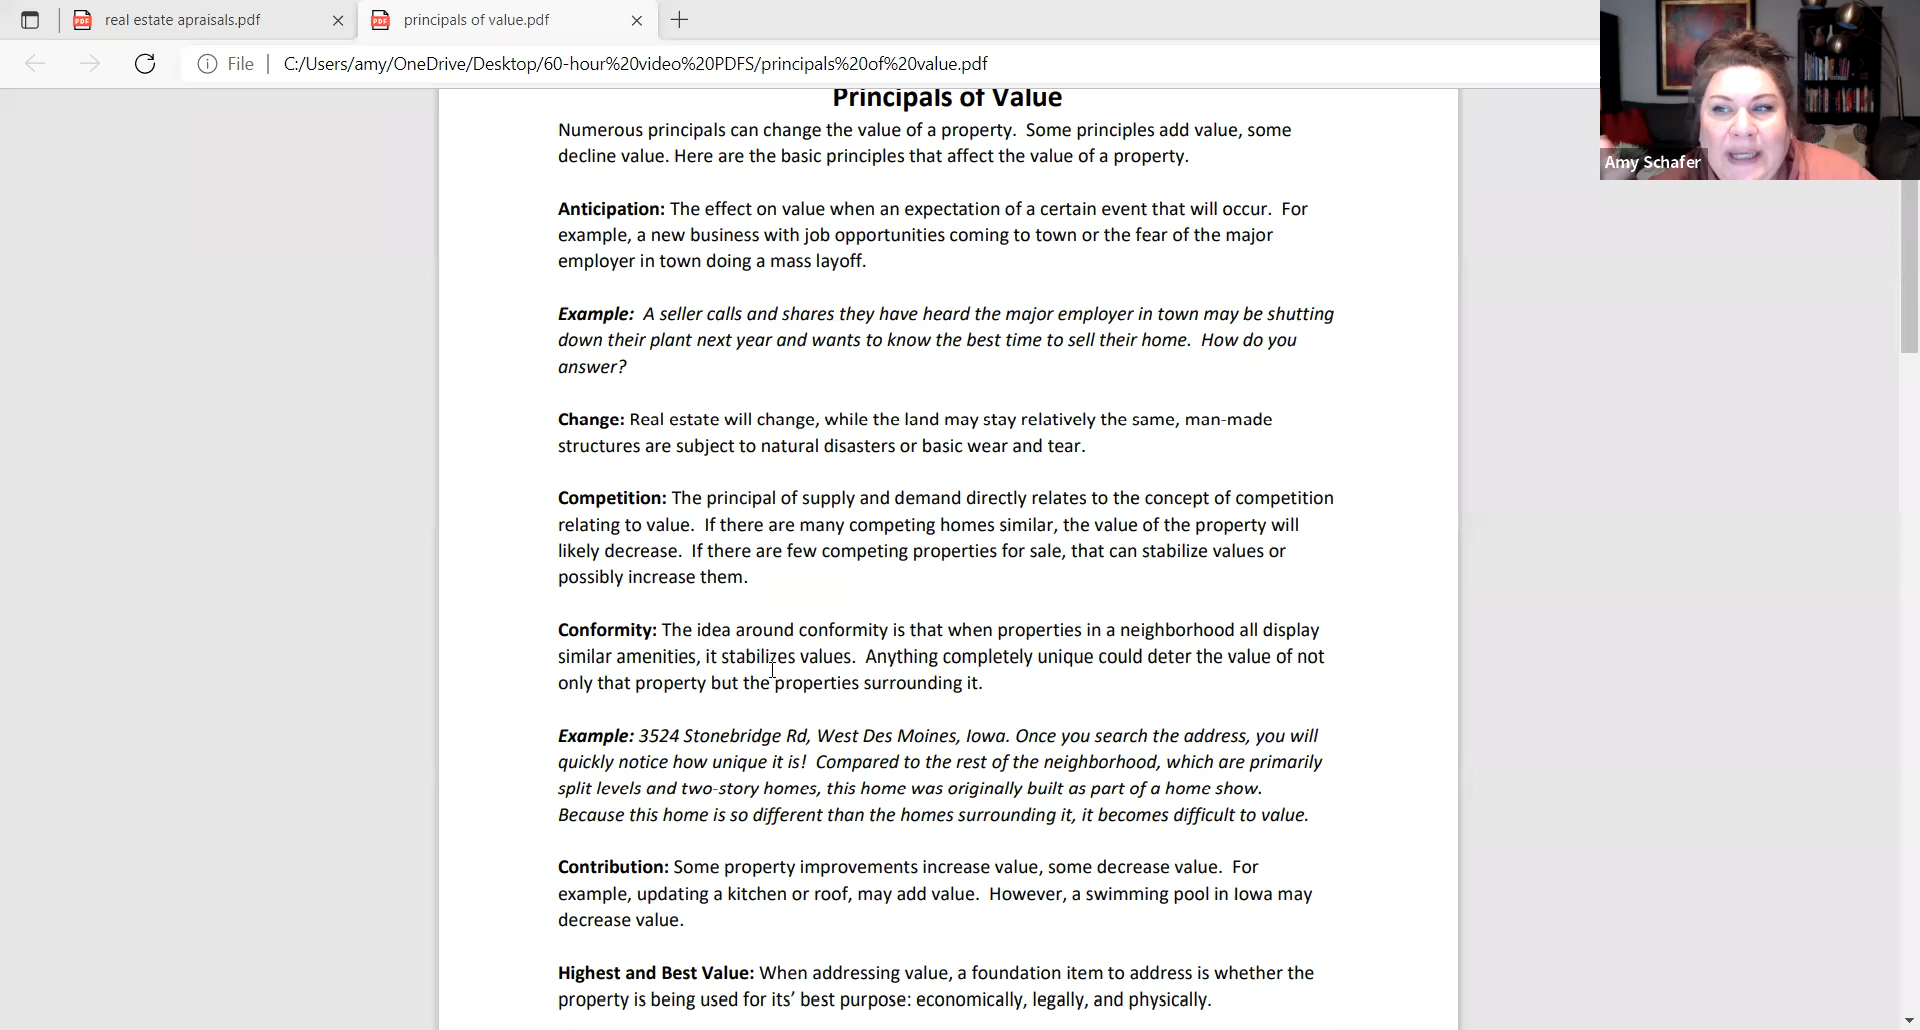 real estate appraisals.pdf
principals of value.pdf
File
C:/Users/amy/OneDrive/Desktop/60-hour%20video%20PDFS/principals%20of%20value.pdf
Amy Schafer
Principals of Value
Numerous principals can change the value of a property.  Some principles add value, some
decline value. Here are the basic principles that affect the value of a property.
Anticipation: The effect on value when an expectation of a certain event that will occur.  For
example, a new business with job opportunities coming to town or the fear of the major
employer in town doing a mass layoff.
Example:  A seller calls and shares they have heard the major employer in town may be shutting
down their plant next year and wants to know the best time to sell their home.  How do you
answer?
Change: Real estate will change, while the land may stay relatively the same, man-made
structures are subject to natural disasters or basic wear and tear.
Competition: The principal of supply and demand directly relates to the concept of competition
relating to value.  If there are many competing homes similar, the value of the property will
likely decrease.  If there are few competing properties for sale, that can stabilize values or
possibly increase them.
Conformity: The idea around conformity is that when properties in a neighborhood all display
similar amenities, it stabilizes values.  Anything completely unique could deter the value of not
only that property but the properties surrounding it.
Example: 3524 Stonebridge Rd, West Des Moines, Iowa. Once you search the address, you will
quickly notice how unique it is!  Compared to the rest of the neighborhood, which are primarily
split levels and two-story homes, this home was originally built as part of a home show.
Because this home is so different than the homes surrounding it, it becomes difficult to value.
Contribution: Some property improvements increase value, some decrease value.  For
example, updating a kitchen or roof, may add value.  However, a swimming pool in Iowa may
decrease value.
Highest and Best Value: When addressing value, a foundation item to address is whether the
property is being used for its’ best purpose: economically, legally, and physically.